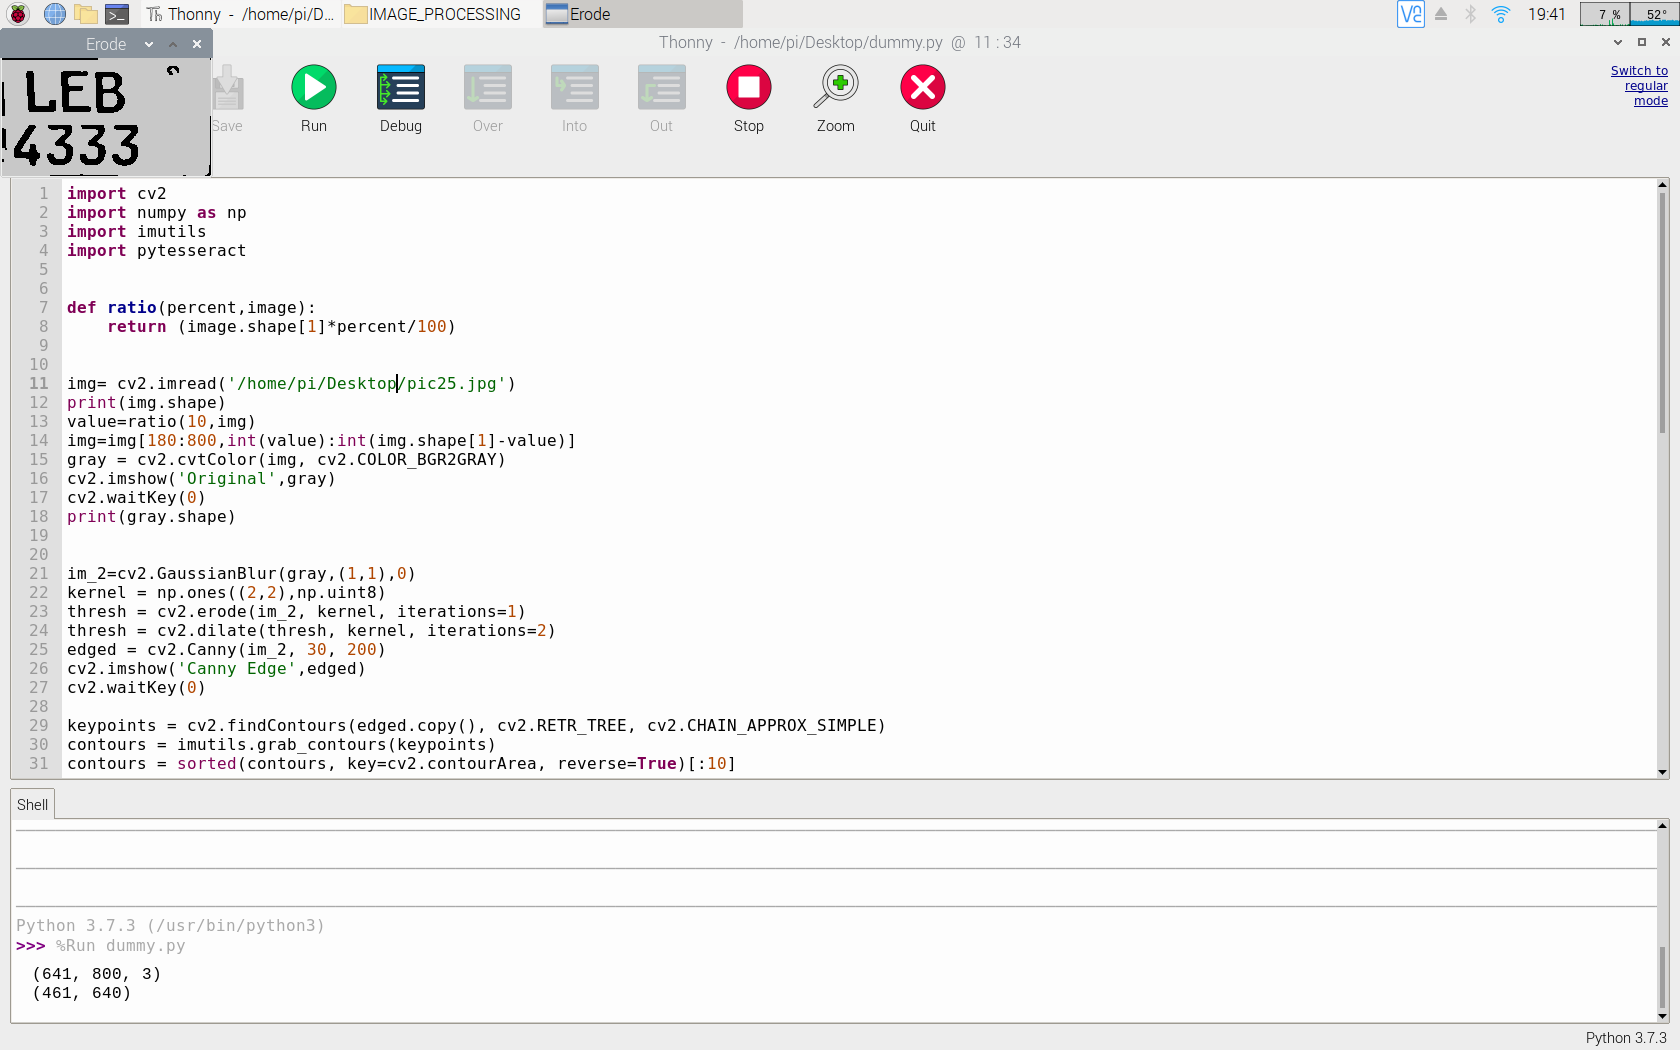 Thonny - /home/pi/D...
IMAGE_PROCESSING
Erode
19:41
7 %
52°
Erode
Thonny - /home/pi/Desktop/dummy.py @ 11 : 34
LEB
4333
Save
Run
Debug
Over
Into
Out
Stop
Zoom
Quit
Switch to
regular
mode
1 import cv2
2 import numpy as np
3 import imutils
4 import pytesseract
5
6
7 def ratio(percent,image):
8     return (image.shape[1]*percent/100)
9
10
11 img= cv2.imread('/home/pi/Desktop/pic25.jpg')
12 print(img.shape)
13 value=ratio(10,img)
14 img=img[180:800,int(value):int(img.shape[1]-value)]
15 gray = cv2.cvtColor(img, cv2.COLOR_BGR2GRAY)
16 cv2.imshow('Original',gray)
17 cv2.waitKey(0)
18 print(gray.shape)
19
20
21 im_2=cv2.GaussianBlur(gray,(1,1),0)
22 kernel = np.ones((2,2),np.uint8)
23 thresh = cv2.erode(im_2, kernel, iterations=1)
24 thresh = cv2.dilate(thresh, kernel, iterations=2)
25 edged = cv2.Canny(im_2, 30, 200)
26 cv2.imshow('Canny Edge',edged)
27 cv2.waitKey(0)
28
29 keypoints = cv2.findContours(edged.copy(), cv2.RETR_TREE, cv2.CHAIN_APPROX_SIMPLE)
30 contours = imutils.grab_contours(keypoints)
31 contours = sorted(contours, key=cv2.contourArea, reverse=True)[:10]
Shell
Python 3.7.3 (/usr/bin/python3)
>>> %Run dummy.py
(641, 800, 3)
(461, 640)
Python 3.7.3